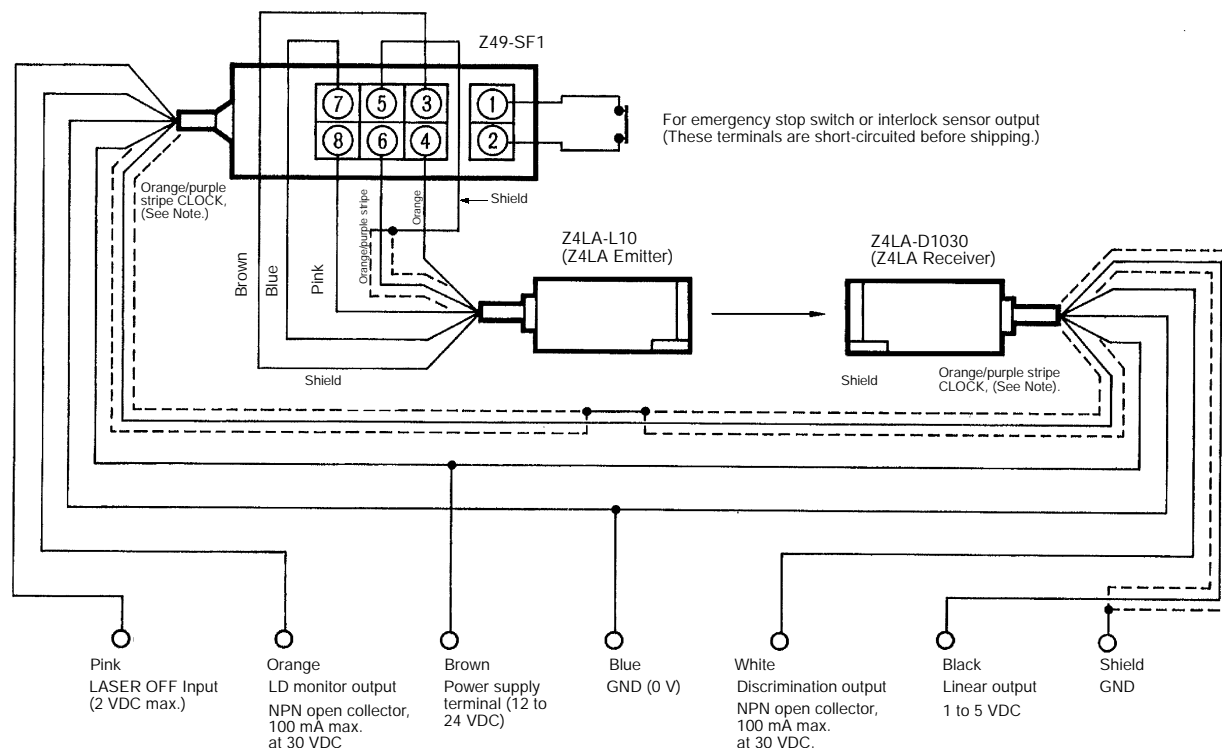 Z49-SF1
7 5 3 1
8 6 4 2
For emergency stop switch or interlock sensor output
(These terminals are short-circuited before shipping.)
Orange/purple
stripe CLOCK,
(See Note.)
Brown
Blue
Pink
Orange/purple stripe
Orange
Shield
Z4LA-L10
(Z4LA Emitter)
Z4LA-D1030
(Z4LA Receiver)
Shield
Shield
Orange/purple stripe
CLOCK, (See Note).
Pink
LASER OFF Input
(2 VDC max.)
Orange
LD monitor output
NPN open collector,
100 mA max.
at 30 VDC
Brown
Power supply
terminal (12 to
24 VDC)
Blue
GND (0 V)
White
Discrimination output
NPN open collector,
100 mA max.
at 30 VDC.
Black
Linear output
1 to 5 VDC
Shield
GND